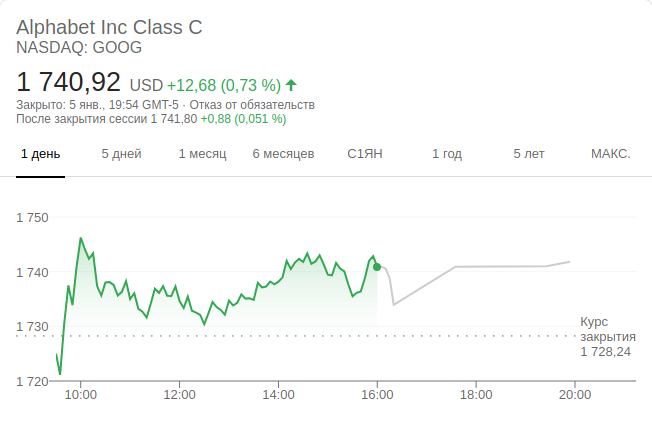 Alphabet Inc Class C
NASDAQ: GOOG
1 740,92 USD +12,68 (0,73 %)
Закрыто: 5 янв., 19:54 GMT-5 · Отказ от обязательств
После закрытия сессии 1 741,80 +0,88 (0,051 %)
1 день 5 дней 1 месяц 6 месяцев С1ЯН 1 год 5 лет МАКС.
1 750
1 740
1 730
Курс
закрытия
1 728,24
1 720
10:00 12:00 14:00 16:00 18:00 20:00